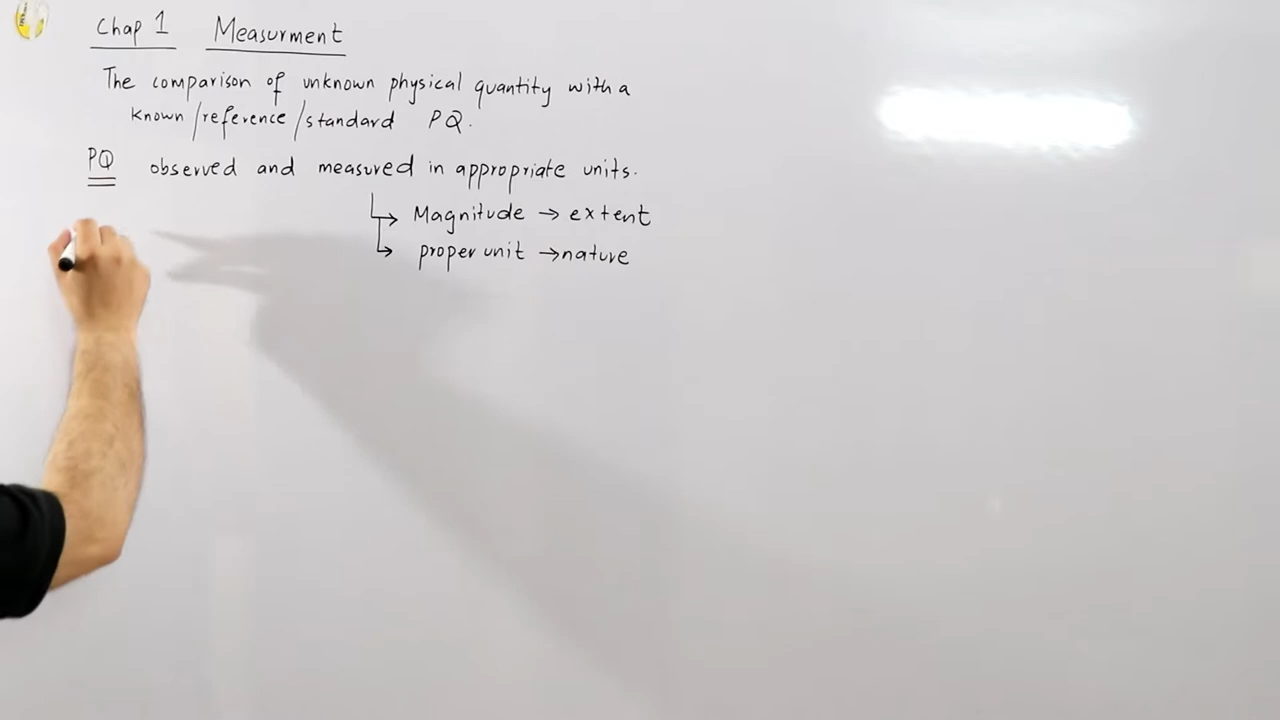 Chap 1 Measurment
The comparison of unknown physical quantity with a
known/reference/standard PQ.
PQ observed and measured in appropriate units.
↳ Magnitude → extent
↳ proper unit → nature